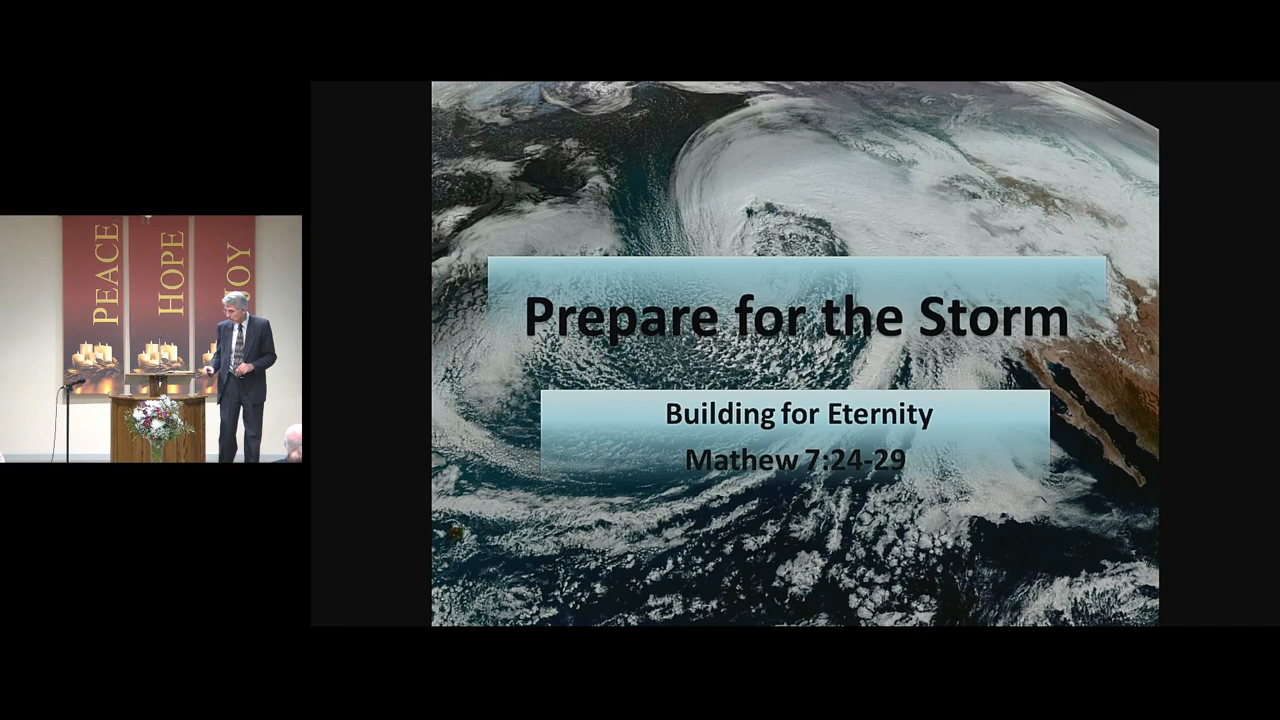 PEACE
HOPE
JOY
Prepare for the Storm
Building for Eternity
Mathew 7:24-29